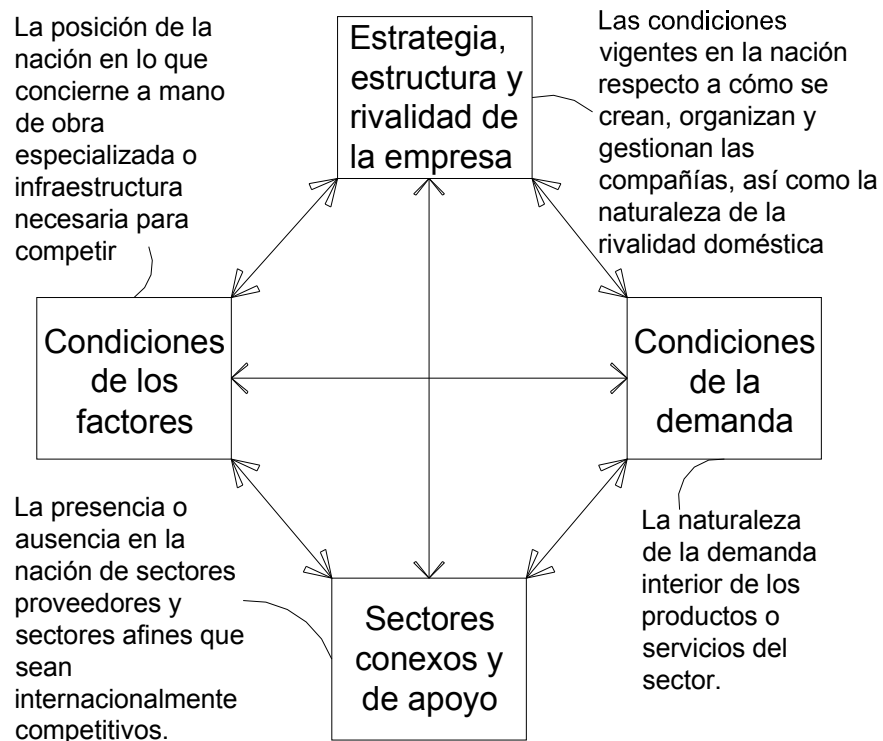 La posición de la
nación en lo que
concierne a mano
de obra
especializada o
infraestructura
necesaria para
competir
Estrategia,
estructura y
rivalidad de
la empresa
Las condiciones
vigentes en la nación
respecto a cómo se
crean, organizan y
gestionan las
compañías, así como la
naturaleza de la
rivalidad doméstica
Condiciones
de los
factores
Condiciones
de la
demanda
La presencia o
ausencia en la
nación de sectores
proveedores y
sectores afines que
sean
internacionalmente
competitivos.
Sectores
conexos y
de apoyo
La naturaleza
de la demanda
interior de los
productos o
servicios del
sector.